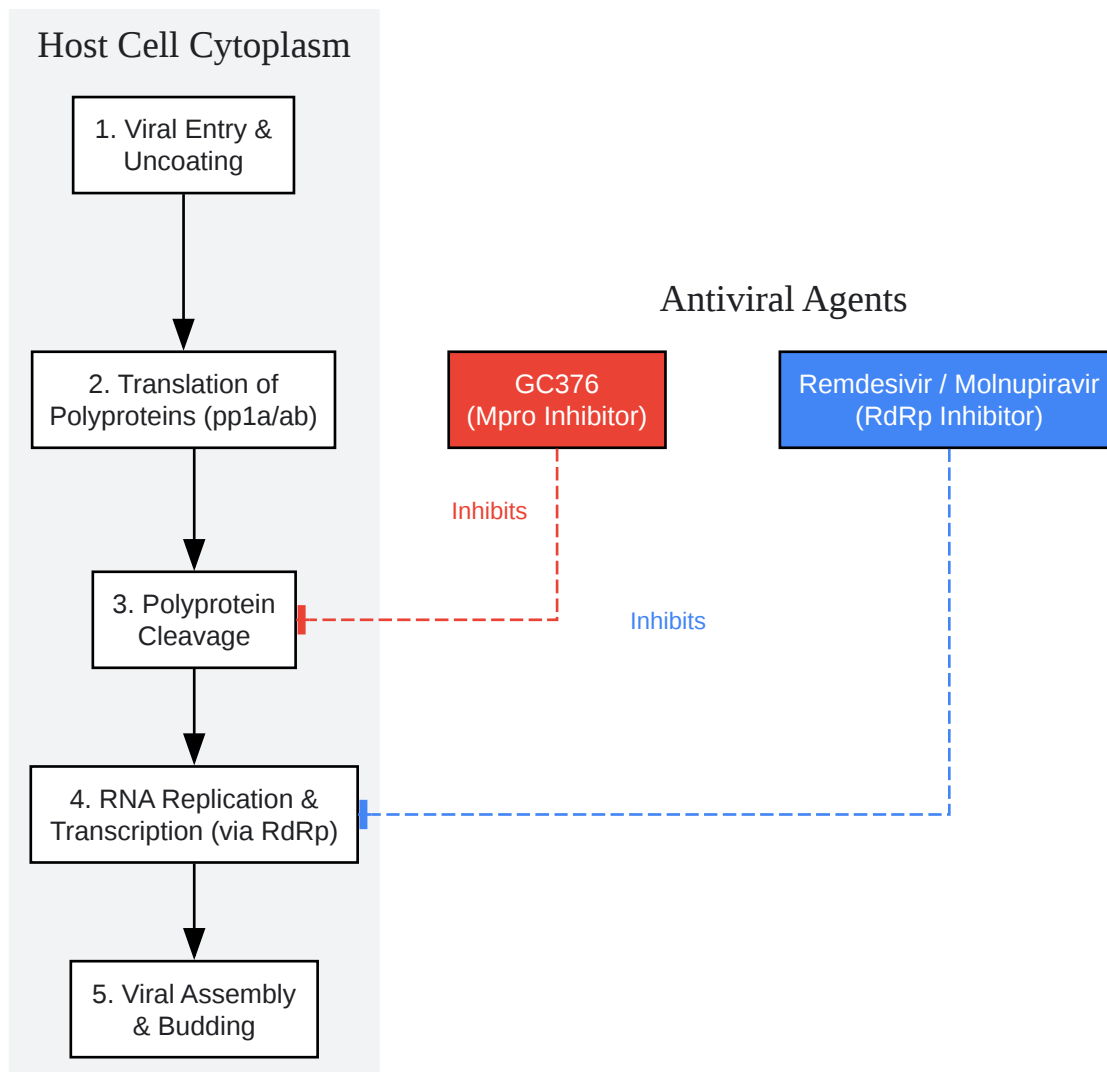 Host Cell Cytoplasm
1. Viral Entry &
Uncoating
Antiviral Agents
2. Translation of
Polyproteins (pp1a/ab)
GC376
(Mpro Inhibitor)
Remdesivir / Molnupiravir
(RdRp Inhibitor)
Inhibits
3. Polyprotein
Cleavage
Inhibits
4. RNA Replication &
Transcription (via RdRp)
5. Viral Assembly
& Budding